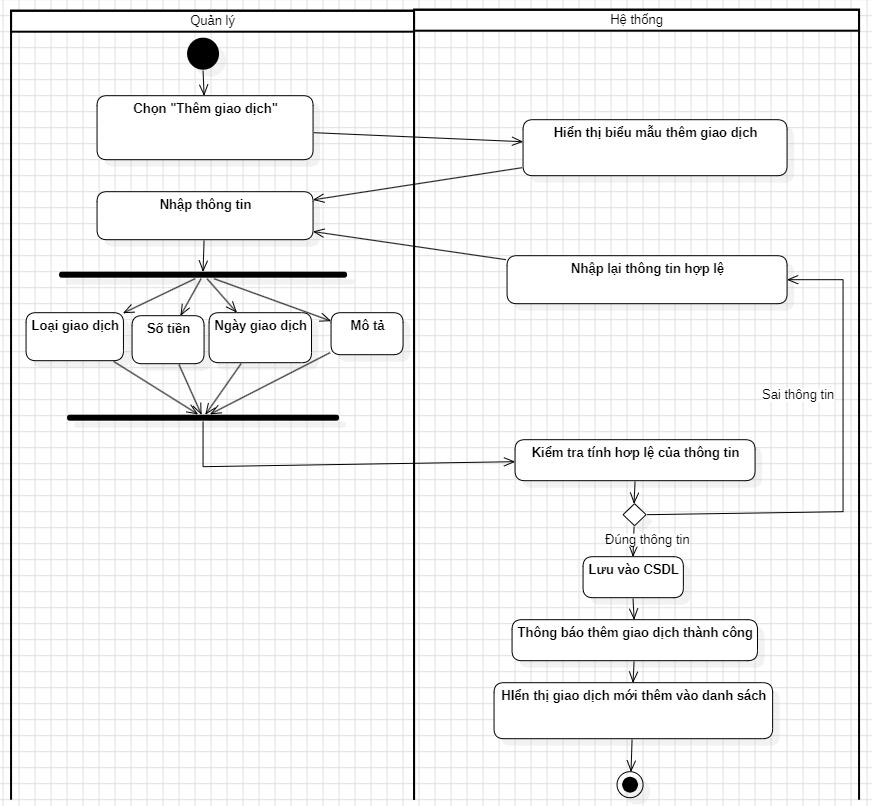 Quản lý
Hệ thống
Chọn "Thêm giao dịch"
Hiển thị biểu mẫu thêm giao dịch
Nhập thông tin
Nhập lại thông tin hợp lệ
Loại giao dịch
Số tiền
Ngày giao dịch
Mô tả
Sai thông tin
Kiểm tra tính hơp lệ của thông tin
Đúng thông tin
Lưu vào CSDL
Thông báo thêm giao dịch thành công
HIển thị giao dịch mới thêm vào danh sách